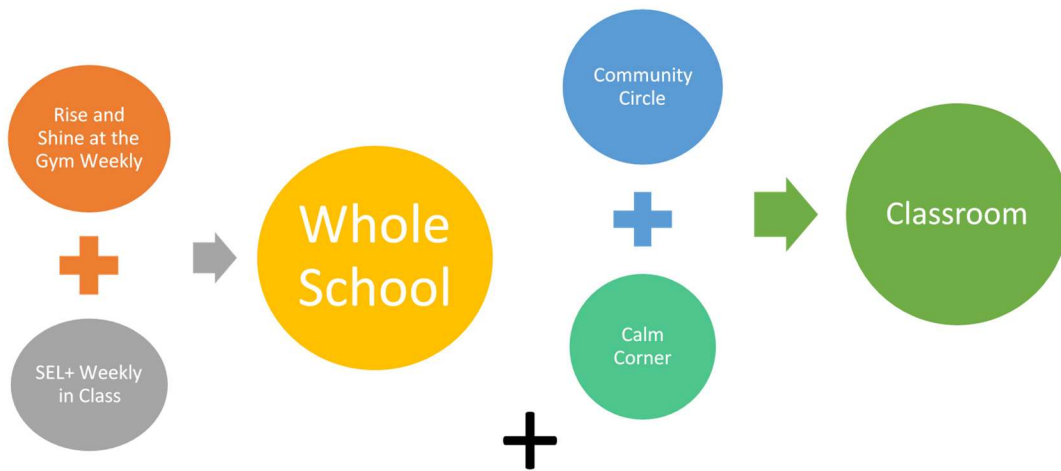 Rise and
Shine at the
Gym Weekly
SEL+ Weekly
in Class
Whole
School
Community
Circle
Calm
Corner
Classroom